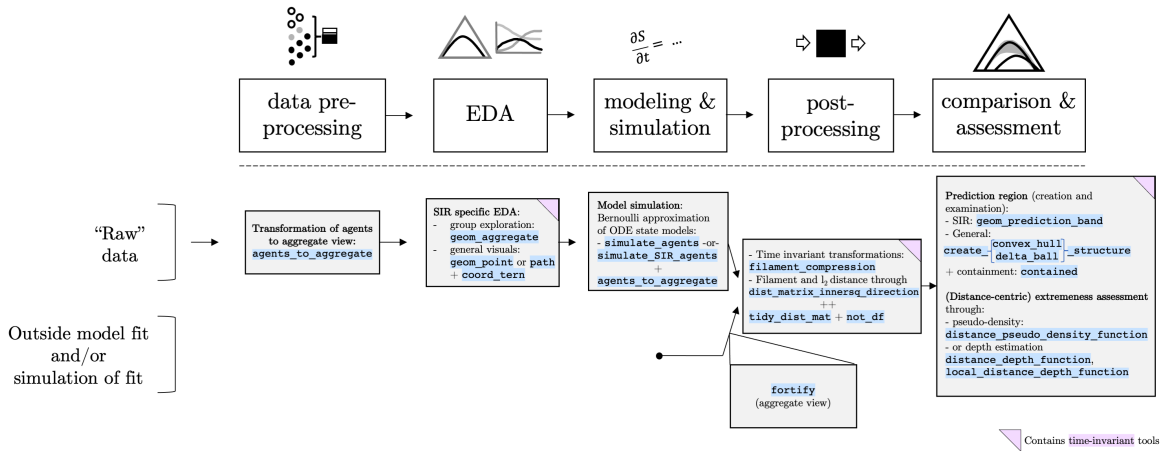 ∂S/∂t = ...
data pre-
processing
EDA
modeling &
simulation
post-
processing
comparison &
assessment
“Raw”
data
Transformation of agents
to aggregate view:
agents_to_aggregate
SIR specific EDA:
- group exploration:
geom_aggregate
- general visuals:
geom_point or path
+ coord_tern
Model simulation:
Bernoulli approximation
of ODE state models:
- simulate_agents -or-
simulate_SIR_agents
+
agents_to_aggregate
- Time invariant transformations:
filament_compression
- Filament and l₂ distance through
dist_matrix_innersq_direction
++
tidy_dist_mat + not_df
Prediction region (creation and
examination):
- SIR: geom_prediction_band
- General:
create_[convex_hull
delta_ball]_structure
+ containment: contained
(Distance-centric) extremeness assessment
through:
- pseudo-density:
distance_pseudo_density_function
- or depth estimation
distance_depth_function,
local_distance_depth_function
Outside model fit
and/or
simulation of fit
fortify
(aggregate view)
Contains time-invariant tools